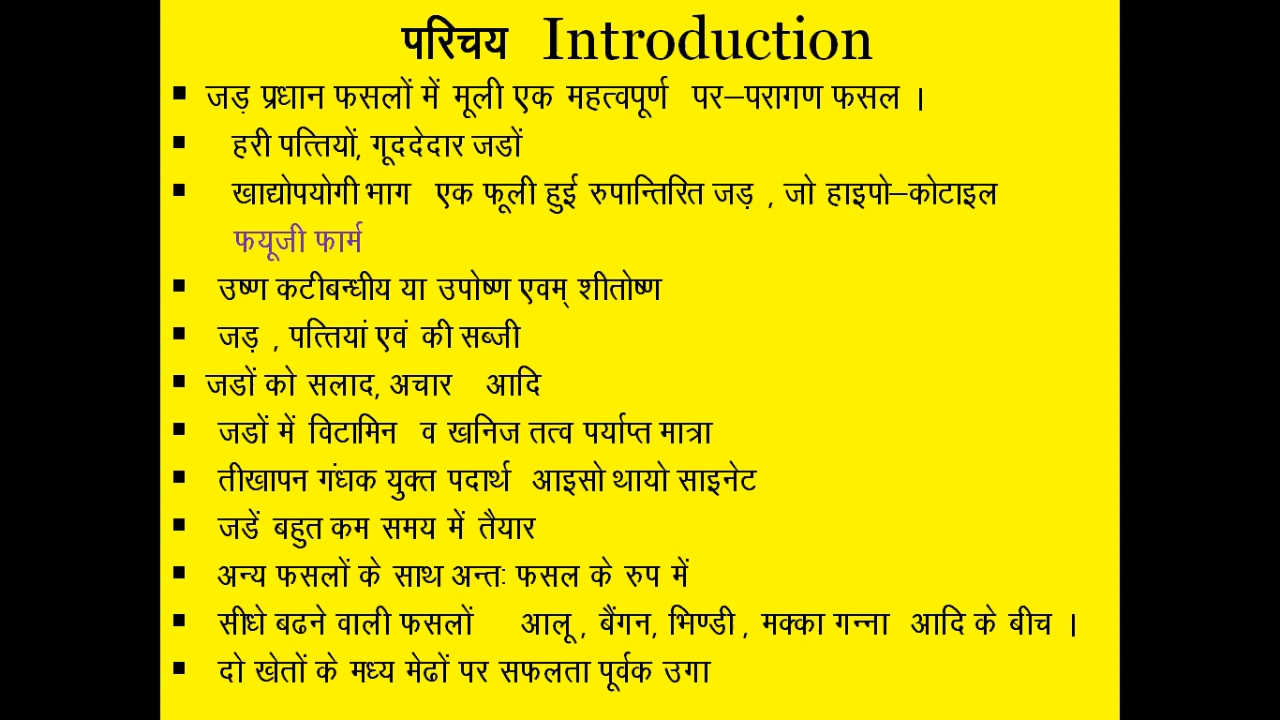 परिचय Introduction
▪ जड़ प्रधान फसलों में मूली एक महत्वपूर्ण पर–परागण फसल ।
▪ हरी पत्तियों, गूददेदार जडों
▪ खाद्योपयोगी भाग एक फूली हुई रुपान्तिरित जड़ , जो हाइपो–कोटाइल
फयूजी फार्म
▪ उष्ण कटीबन्धीय या उपोष्ण एवम् शीतोष्ण
▪ जड़ , पत्तियां एवं की सब्जी
▪ जडों को सलाद, अचार आदि
▪ जडों में विटामिन व खनिज तत्व पर्याप्त मात्रा
▪ तीखापन गंधक युक्त पदार्थ आइसो थायो साइनेट
▪ जडें बहुत कम समय में तैयार
▪ अन्य फसलों के साथ अन्त: फसल के रुप में
▪ सीधे बढने वाली फसलों आलू , बैंगन, भिण्डी , मक्का गन्ना आदि के बीच ।
▪ दो खेतों के मध्य मेढों पर सफलता पूर्वक उगा